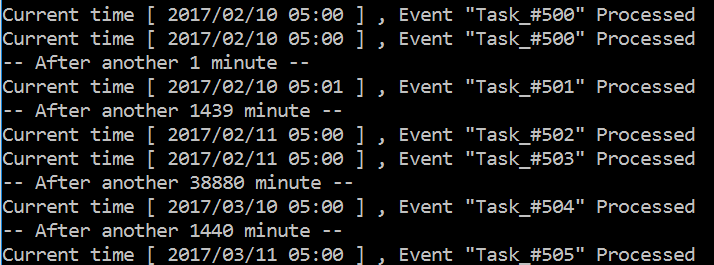 Current time [ 2017/02/10 05:00 ] , Event "Task_#500" Processed
Current time [ 2017/02/10 05:00 ] , Event "Task_#500" Processed
-- After another 1 minute --
Current time [ 2017/02/10 05:01 ] , Event "Task_#501" Processed
-- After another 1439 minute --
Current time [ 2017/02/11 05:00 ] , Event "Task_#502" Processed
Current time [ 2017/02/11 05:00 ] , Event "Task_#503" Processed
-- After another 38880 minute --
Current time [ 2017/03/10 05:00 ] , Event "Task_#504" Processed
-- After another 1440 minute --
Current time [ 2017/03/11 05:00 ] , Event "Task_#505" Processed